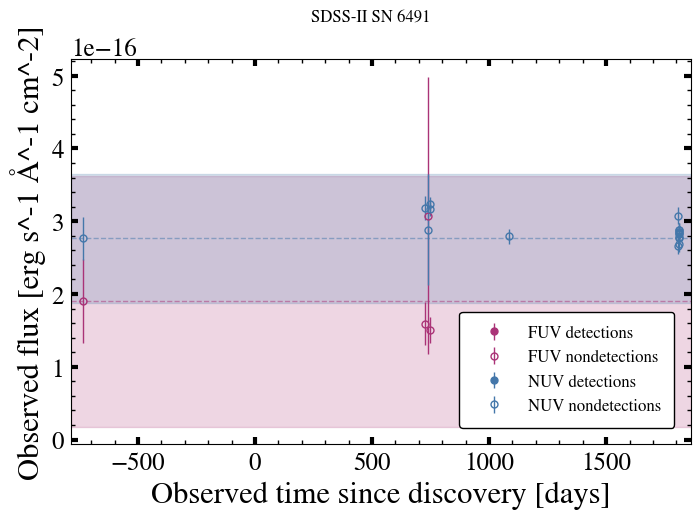 SDSS-II SN 6491
1e−16
Observed flux [erg s^-1 Å^-1 cm^-2]
5
4
3
2
1
0
−500 0 500 1000 1500
Observed time since discovery [days]
FUV detections
FUV nondetections
NUV detections
NUV nondetections